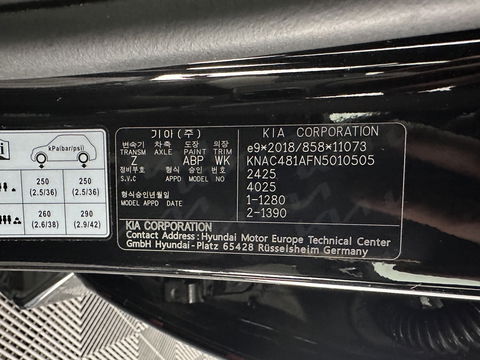 kPa(bar/psi)
250 (2.5/36) 250 (2.5/36)
260 (2.6/38) 290 (2.9/42)
기아 (주) KIA CORPORATION
변속기 차축 도장 e9*2018/858*11073
TRANSM AXLE PAINT
Z ABP WK KNAC481AFN5010505
정비부호 형식 승인 번호 2425
S.V CODE APPD MODEL NO. 4025
형식승인년월일 1-1280
MODEL APPD DATE 2-1390
KIA CORPORATION
Contact Address : Hyundai Motor Europe Technical Center
GmbH Hyundai-Platz 65428 Rüsselsheim Germany